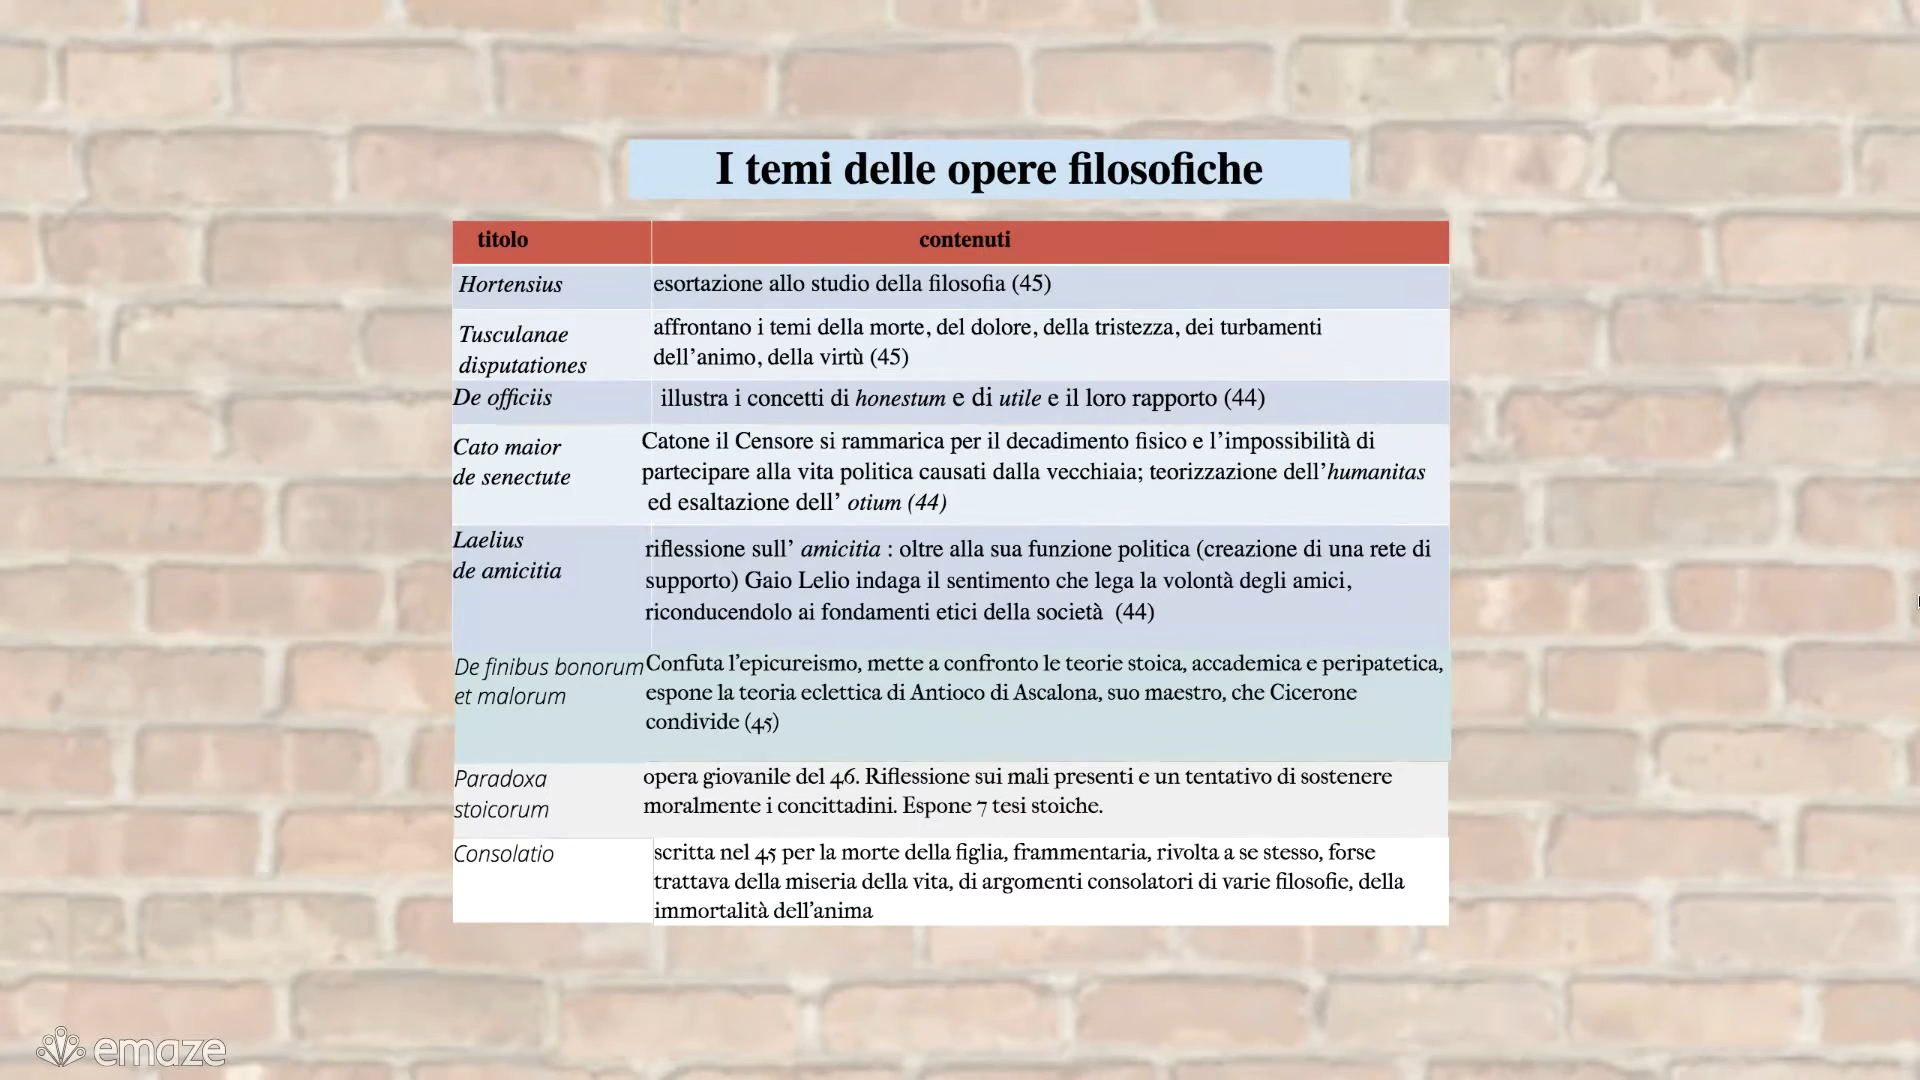 I temi delle opere filosofiche
titolo contenuti
Hortensius esortazione allo studio della filosofia (45)
Tusculanae
disputationes
affrontano i temi della morte, del dolore, della tristezza, dei turbamenti
dell’animo, della virtù (45)
De officiis illustra i concetti di honestum e di utile e il loro rapporto (44)
Cato maior
de senectute
Catone il Censore si rammarica per il decadimento fisico e l’impossibilità di
partecipare alla vita politica causati dalla vecchiaia; teorizzazione dell’humanitas
ed esaltazione dell’ otium (44)
Laelius
de amicitia
riflessione sull’ amicitia : oltre alla sua funzione politica (creazione di una rete di
supporto) Gaio Lelio indaga il sentimento che lega la volontà degli amici,
riconducendolo ai fondamenti etici della società (44)
De finibus bonorum
et malorum
Confuta l’epicureismo, mette a confronto le teorie stoica, accademica e peripatetica,
espone la teoria eclettica di Antioco di Ascalona, suo maestro, che Cicerone
condivide (45)
Paradoxa
stoicorum
opera giovanile del 46. Riflessione sui mali presenti e un tentativo di sostenere
moralmente i concittadini. Espone 7 tesi stoiche.
Consolatio
scritta nel 45 per la morte della figlia, frammentaria, rivolta a se stesso, forse
trattava della miseria della vita, di argomenti consolatori di varie filosofie, della
immortalità dell’anima
emaze